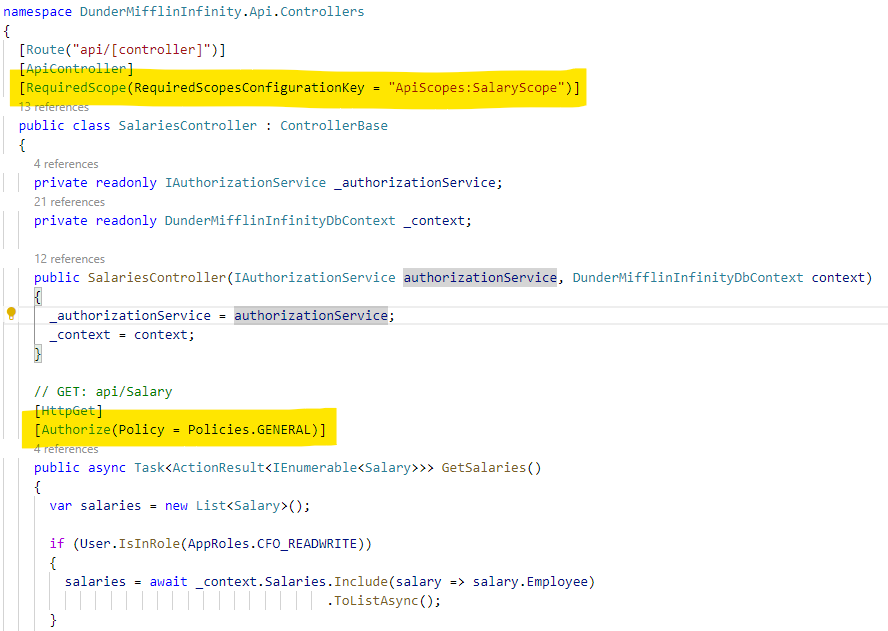 namespace DunderMifflinInfinity.Api.Controllers
{
[Route("api/[controller]")]
[ApiController]
[RequiredScope(RequiredScopesConfigurationKey = "ApiScopes:SalaryScope")]
13 references
public class SalariesController : ControllerBase
{
4 references
private readonly IAuthorizationService _authorizationService;
21 references
private readonly DunderMifflinInfinityDbContext _context;
12 references
public SalariesController(IAuthorizationService authorizationService, DunderMifflinInfinityDbContext context)
{
_authorizationService = authorizationService;
_context = context;
}
// GET: api/Salary
[HttpGet]
[Authorize(Policy = Policies.GENERAL)]
4 references
public async Task<ActionResult<IEnumerable<Salary>>> GetSalaries()
{
var salaries = new List<Salary>();
if (User.IsInRole(AppRoles.CFO_READWRITE))
{
salaries = await _context.Salaries.Include(salary => salary.Employee)
.ToListAsync();
}